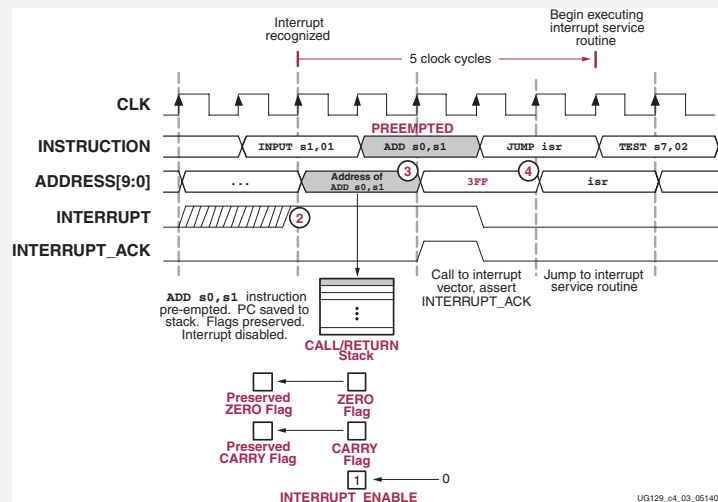 Interrupt
recognized
Begin executing
interrupt service
routine
5 clock cycles
CLK
PREEMPTED
INSTRUCTION
INPUT s1,01
ADD s0,s1
JUMP isr
TEST s7,02
ADDRESS[9:0]
...
Address of
ADD s0,s1
3
3FF
4
isr
INTERRUPT
2
INTERRUPT_ACK
ADD s0,s1 instruction
pre-empted. PC saved to
stack. Flags preserved.
Interrupt disabled.
CALL/RETURN
Stack
Call to interrupt
vector, assert
INTERRUPT_ACK
Jump to interrupt
service routine
Preserved
ZERO Flag
ZERO
Flag
Preserved
CARRY Flag
CARRY
Flag
1
0
INTERRUPT_ENABLE
UG129_c4_03_05140